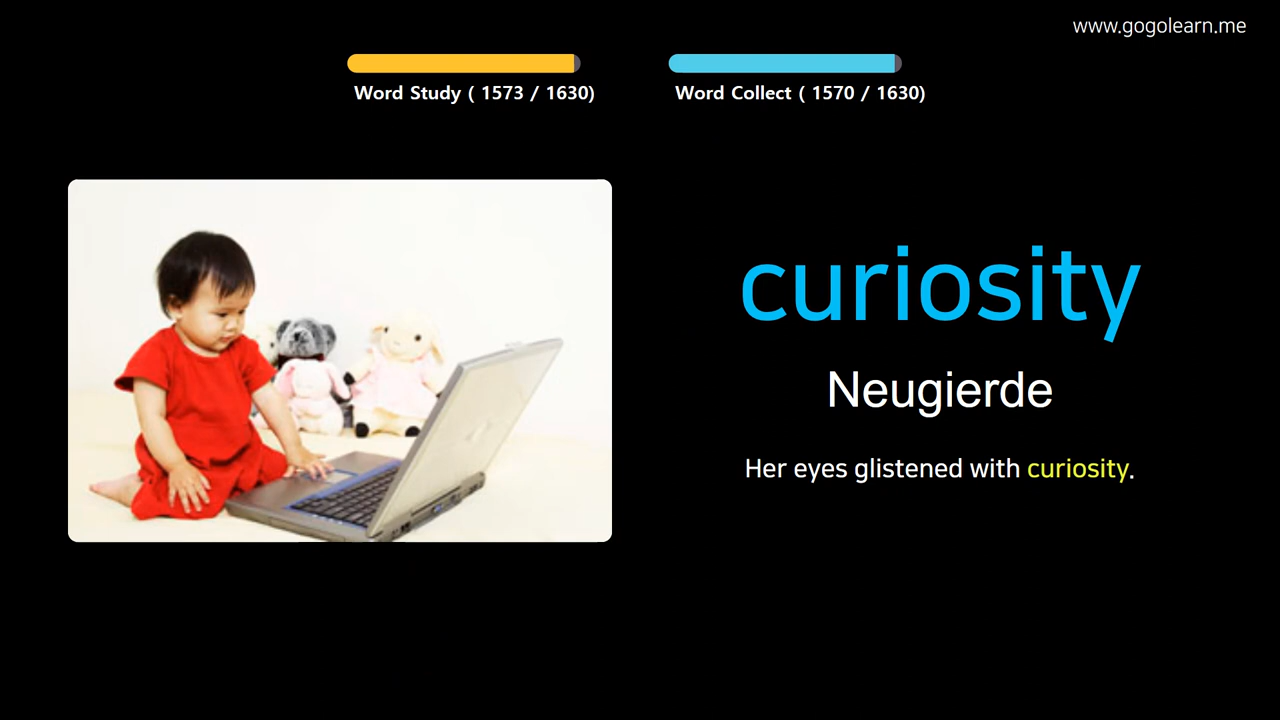 www.gogolearn.me
Word Study ( 1573 / 1630)
Word Collect ( 1570 / 1630)
curiosity
Neugierde
Her eyes glistened with curiosity.